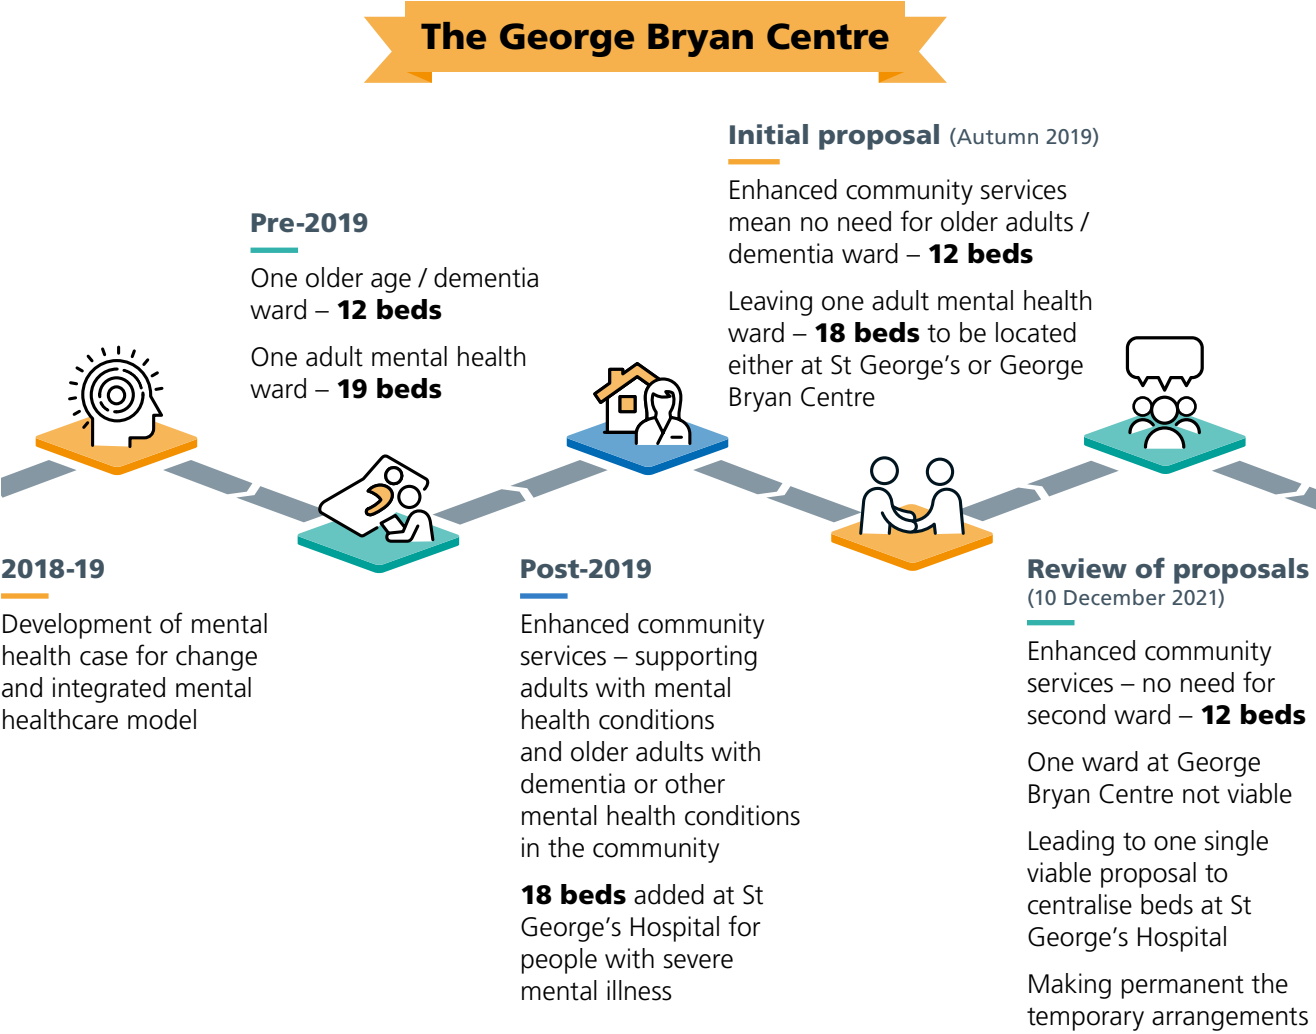 The George Bryan Centre
2018-19
Development of mental
health case for change
and integrated mental
healthcare model
Pre-2019
One older age / dementia
ward – 12 beds
One adult mental health
ward – 19 beds
Post-2019
Enhanced community
services – supporting
adults with mental
health conditions
and older adults with
dementia or other
mental health conditions
in the community
18 beds added at St
George’s Hospital for
people with severe
mental illness
Initial proposal (Autumn 2019)
Enhanced community services
mean no need for older adults /
dementia ward – 12 beds
Leaving one adult mental health
ward – 18 beds to be located
either at St George’s or George
Bryan Centre
Review of proposals
(10 December 2021)
Enhanced community
services – no need for
second ward – 12 beds
One ward at George
Bryan Centre not viable
Leading to one single
viable proposal to
centralise beds at St
George’s Hospital
Making permanent the
temporary arrangements